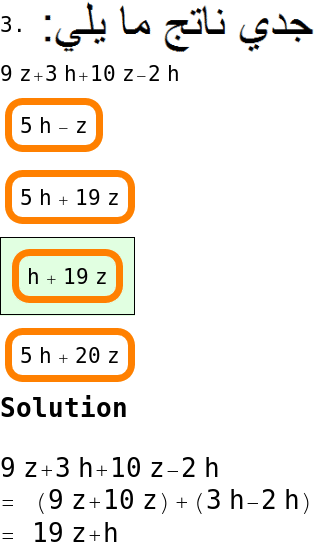 3. جدي ناتج ما يلي:
9 z+3 h+10 z−2 h
5 h − z
5 h + 19 z
h + 19 z
5 h + 20 z
Solution
9 z+3 h+10 z−2 h
= (9 z+10 z)+(3 h−2 h)
= 19 z+h